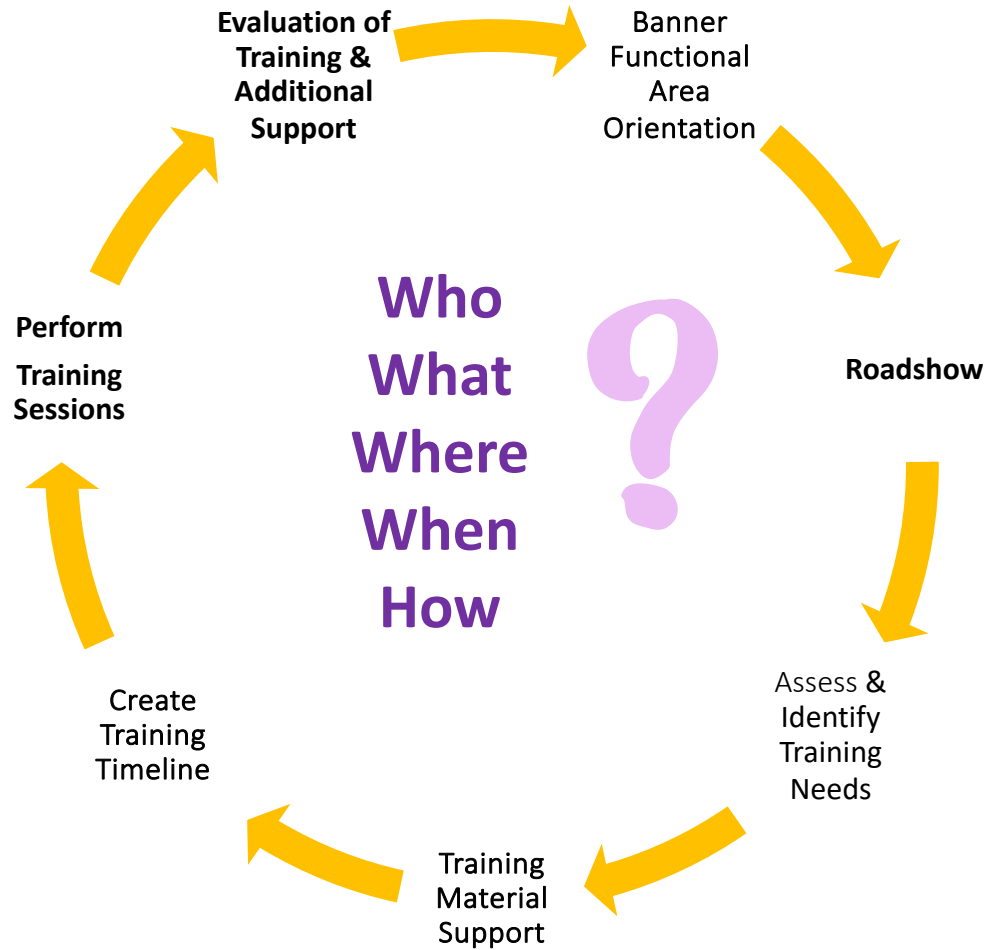 Evaluation of
Training &
Additional
Support
Banner
Functional
Area
Orientation
Roadshow
Assess &
Identify
Training
Needs
Training
Material
Support
Create
Training
Timeline
Perform
Training
Sessions
Who
What
Where
When
How
?